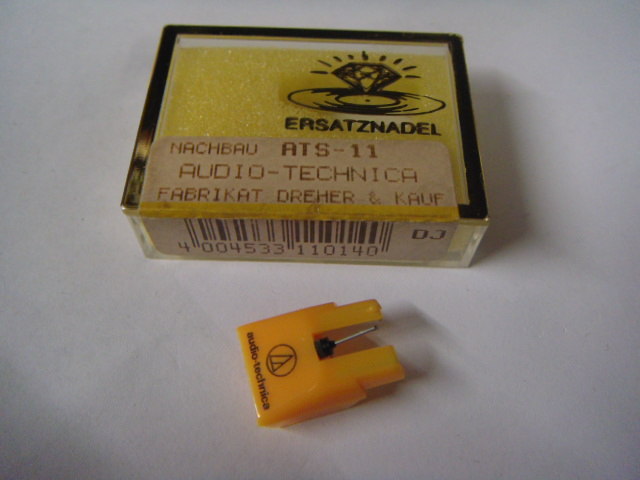 ERSATZNADEL
NACHBAU ATS-11
AUDIO-TECHNICA
FABRIKAT DREHER & KAUF
DJ
4 004533 110140
audio-technica